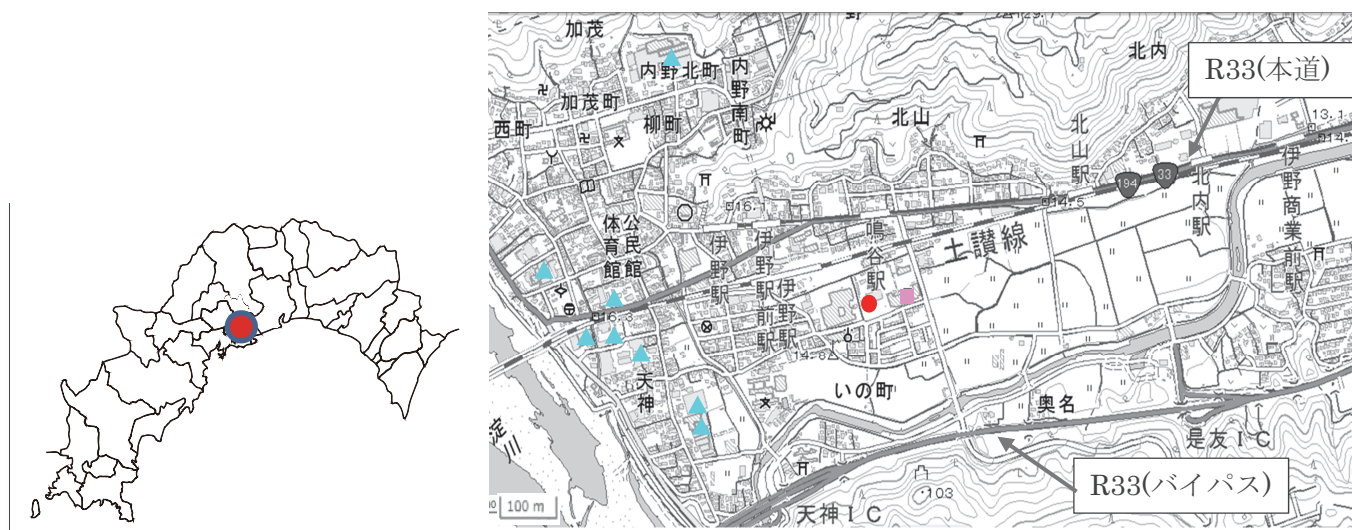 加茂
北内
R33(本道)
内野北町
内野南町
加茂町
西町
柳町
北山
北山駅
13.1
194
33
北内駅
伊野商業前駅
16.1
14.5
公民館
体育館
鳴谷駅
土讃線
伊野駅
伊野駅前駅
伊野駅
16.3
14.6
天神
いの町
奥名
淀川
是友IC
R33(バイパス)
103
100 m
天神IC